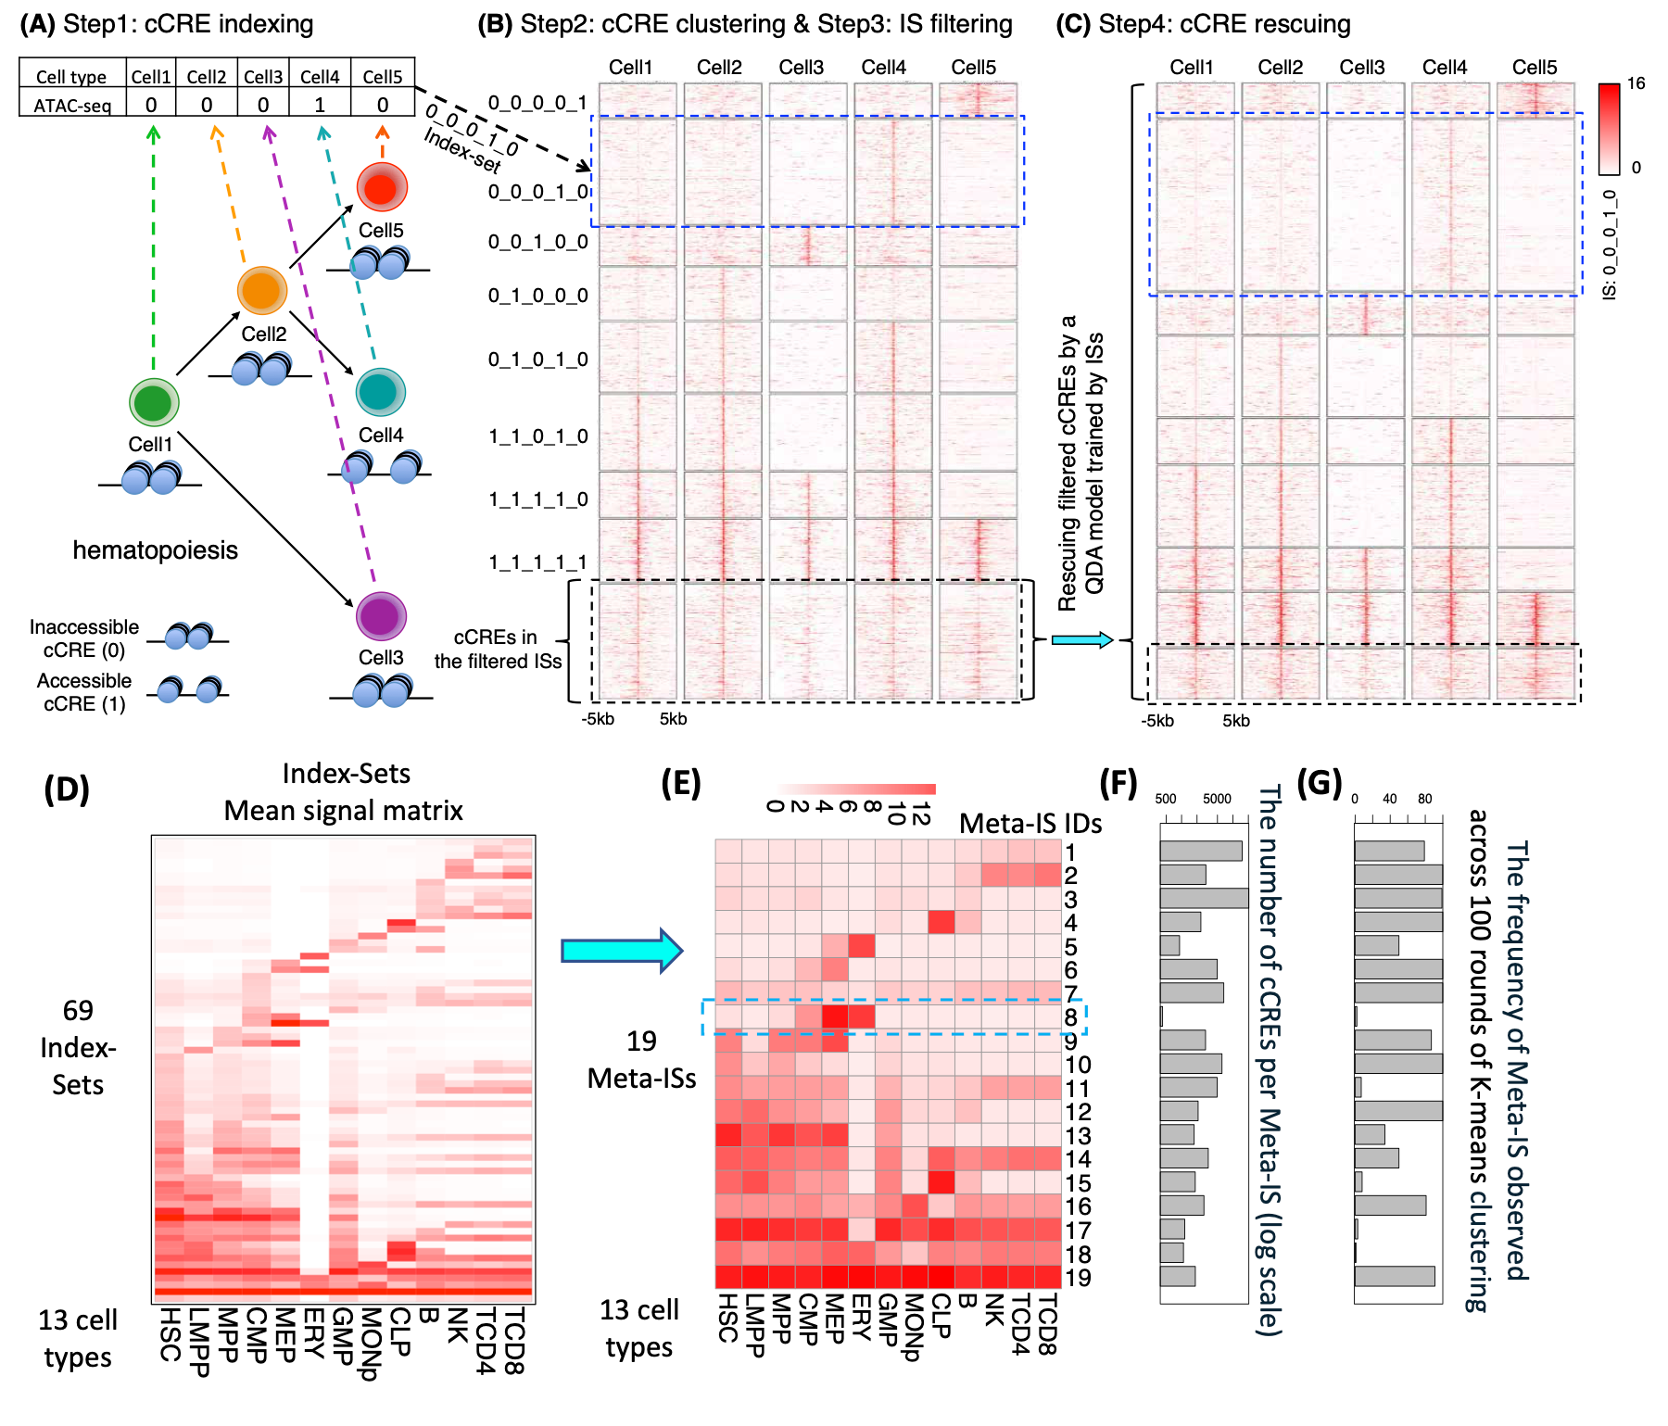 (A) Step1: cCRE indexing
Cell type Cell1 Cell2 Cell3 Cell4 Cell5
ATAC-seq 0 0 0 1 0
0_0_0_1_0
Index-set
Cell5
Cell2
Cell1
Cell4
hematopoiesis
Cell3
Inaccessible
cCRE (0)
Accessible
cCRE (1)
(B) Step2: cCRE clustering & Step3: IS filtering
Cell1 Cell2 Cell3 Cell4 Cell5
0_0_0_0_1
0_0_0_1_0
0_0_1_0_0
0_1_0_0_0
0_1_0_1_0
1_1_0_1_0
1_1_1_1_0
1_1_1_1_1
cCREs in
the filtered ISs
-5kb 5kb
Rescuing filtered cCREs by a
QDA model trained by ISs
(C) Step4: cCRE rescuing
Cell1 Cell2 Cell3 Cell4 Cell5
16
0
IS: 0_0_0_1_0
-5kb 5kb
(D)
Index-Sets
Mean signal matrix
69
Index-
Sets
13 cell
types
HSC LMPP MPP CMP MEP ERY GMP MONp CLP B NK TCD4 TCD8
(E)
0 2 4 6 8 10 12
Meta-IS IDs
1
2
3
4
5
6
7
8
9
10
11
12
13
14
15
16
17
18
19
19
Meta-ISs
13 cell
types
HSC LMPP MPP CMP MEP ERY GMP MONp CLP B NK TCD4 TCD8
(F)
500 5000
The number of cCREs per Meta-IS (log scale)
(G)
0 40 80
The frequency of Meta-IS observed
across 100 rounds of K-means clustering